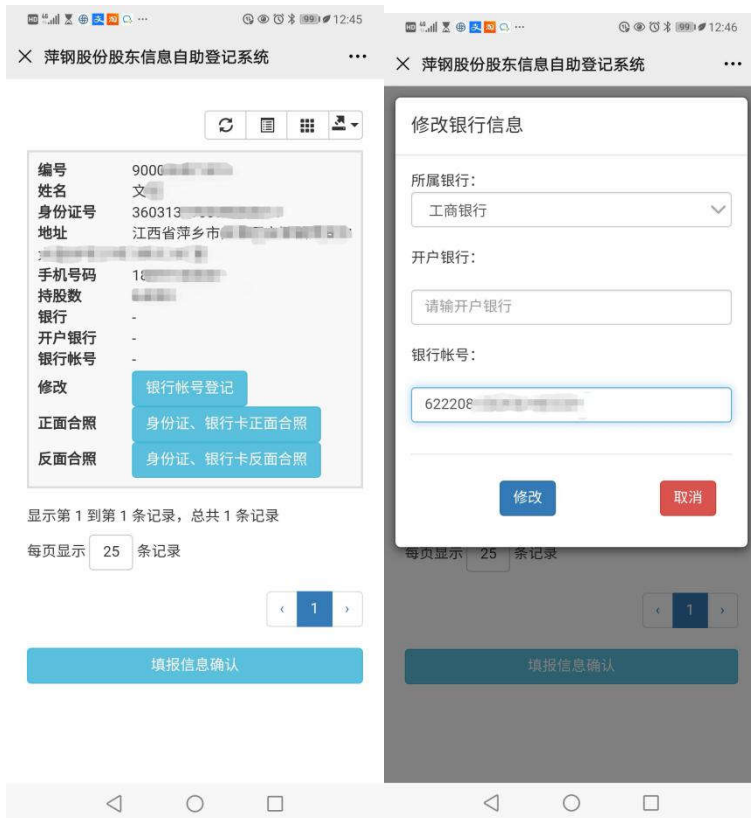 12:45
萍钢股份股东信息自助登记系统
编号 9000
姓名 文
身份证号 360313
地址 江西省萍乡市
手机号码 18
持股数
银行 -
开户银行 -
银行帐号 -
修改 银行帐号登记
正面合照 身份证、银行卡正面合照
反面合照 身份证、银行卡反面合照
显示第 1 到第 1 条记录，总共 1 条记录
每页显示 25 条记录
‹ 1 ›
填报信息确认
12:46
萍钢股份股东信息自助登记系统
修改银行信息
所属银行：
工商银行
开户银行：
请输开户银行
银行帐号：
622208
修改 取消
每页显示 25 条记录
‹ 1 ›
填报信息确认